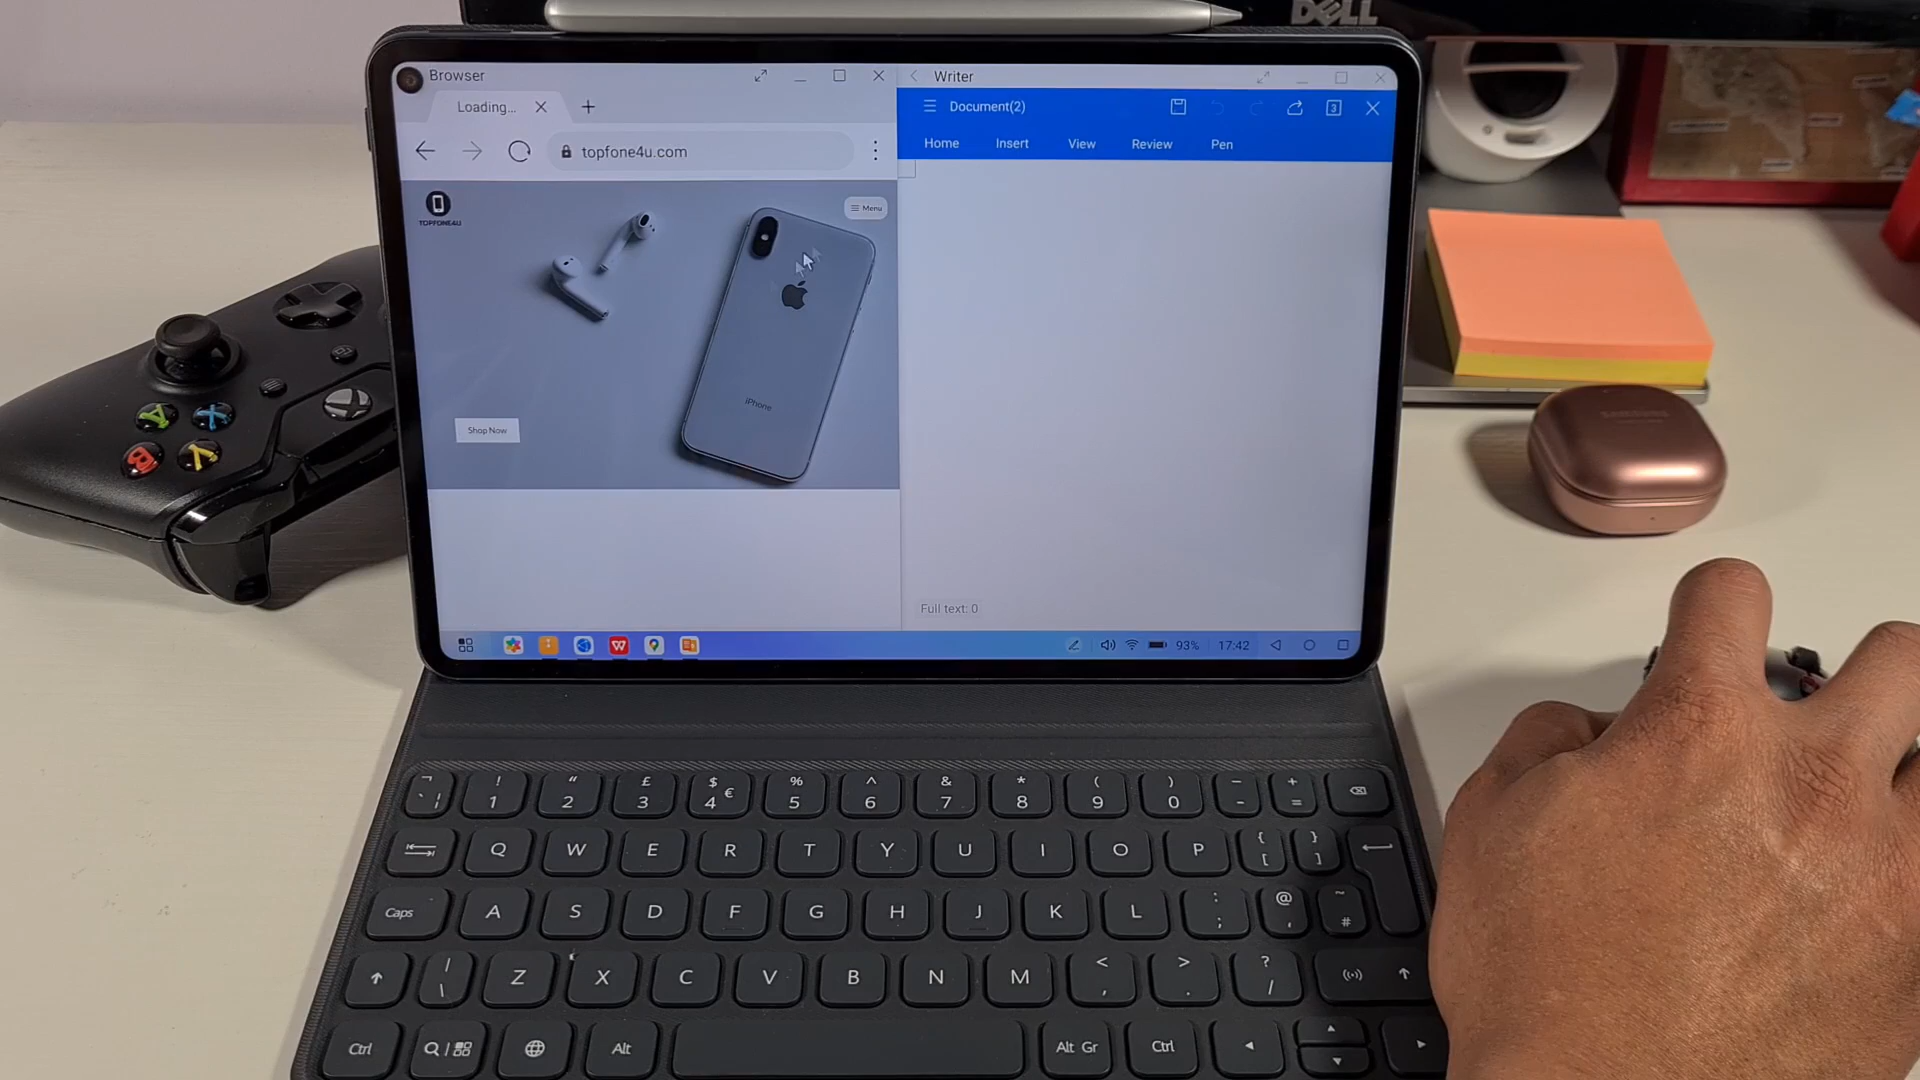 DELL
Browser
Writer
Loading...
Document(2)
3
topfone4u.com
Home Insert View Review Pen
TOPFONE4U
Menu
iPhone
Shop Now
Full text: 0
93% 17:42
SAMSUNG
Y X B A
¬ ! " £ $ € % ^ & * ( ) _ +
` ¦ 1 2 3 4 5 6 7 8 9 0 - =
Q W E R T Y U I O P { [ } ]
Caps A S D F G H J K L : ; @ ' ~ #
| \ Z X C V B N M < , > . ? /
Ctrl Alt Alt Gr Ctrl